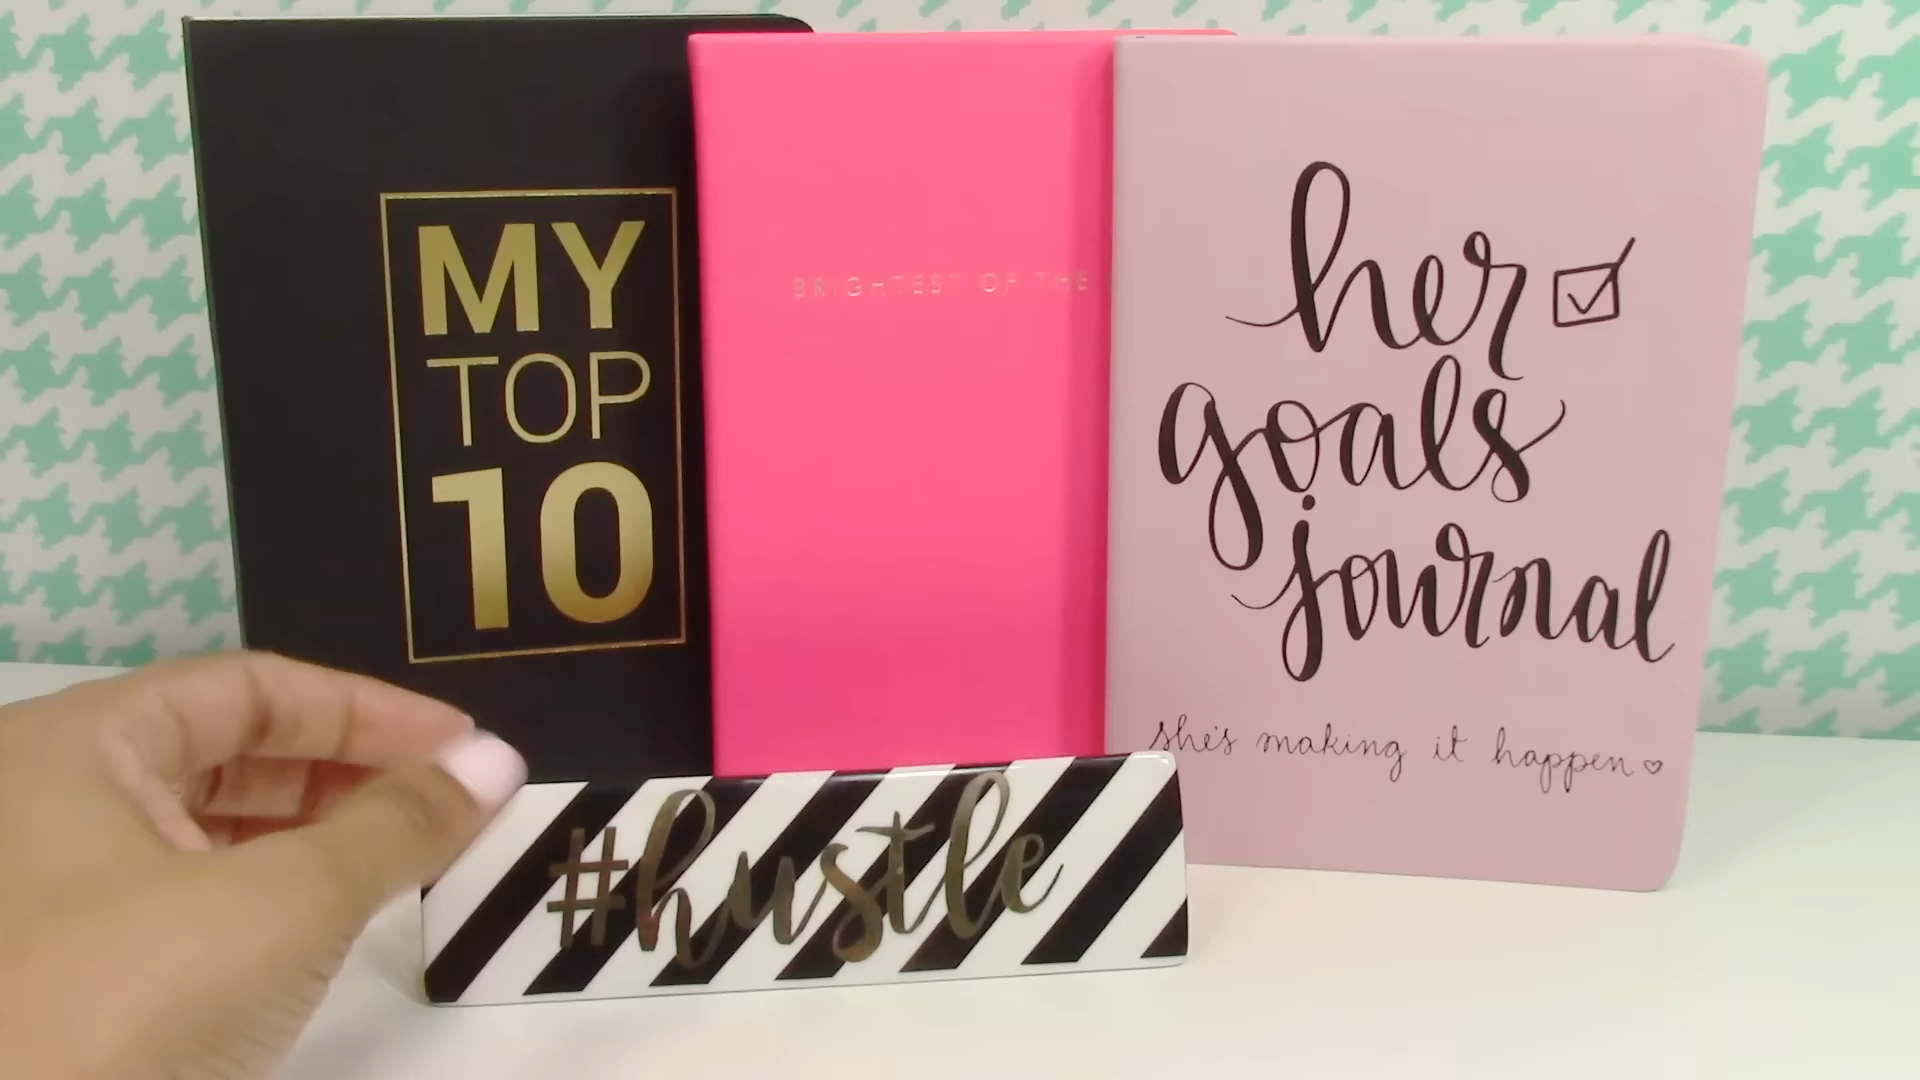 MY
TOP
10
BRIGHTEST OF THE
her
goals
journal
she's making it happen
#hustle